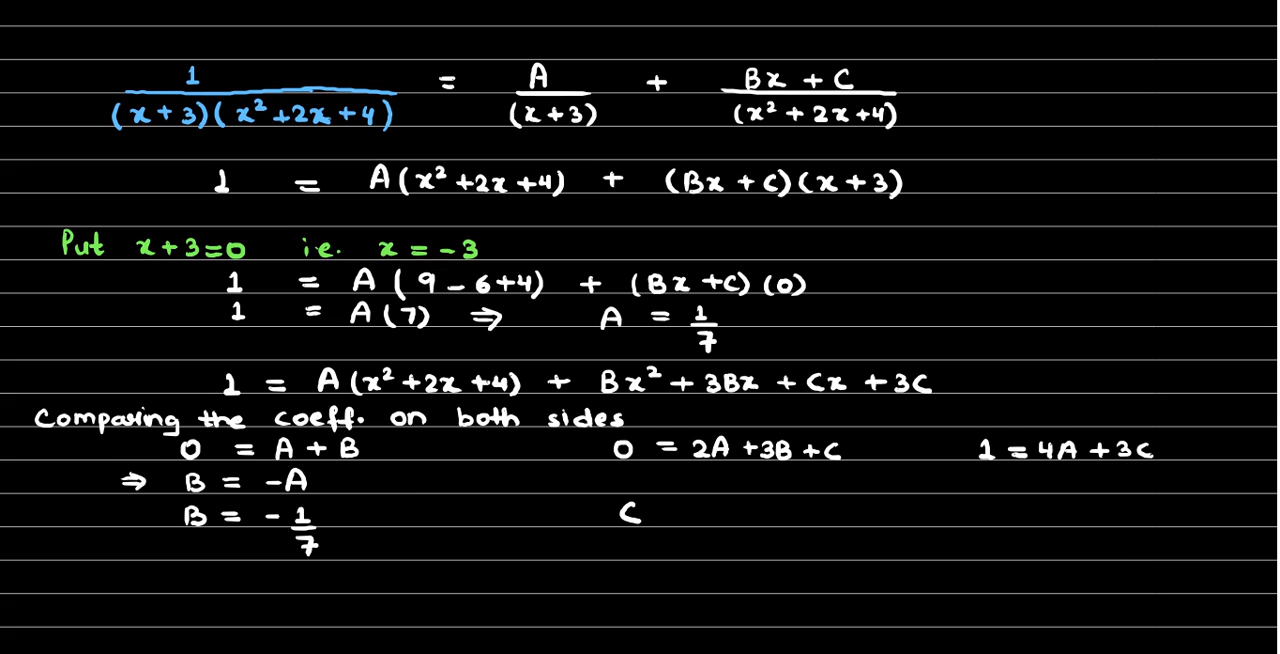 1/((x+3)(x²+2x+4)) = A/(x+3) + (Bx+C)/(x²+2x+4)
1 = A(x²+2x+4) + (Bx+C)(x+3)
Put x+3=0 i.e. x = -3
1 = A(9-6+4) + (Bx+C)(0)
1 = A(7) ⇒ A = 1/7
1 = A(x²+2x+4) + Bx²+3Bx+Cx+3C
Comparing the coeff. on both sides
0 = A+B 0 = 2A+3B+C 1 = 4A+3C
⇒ B = -A
B = -1/7 C